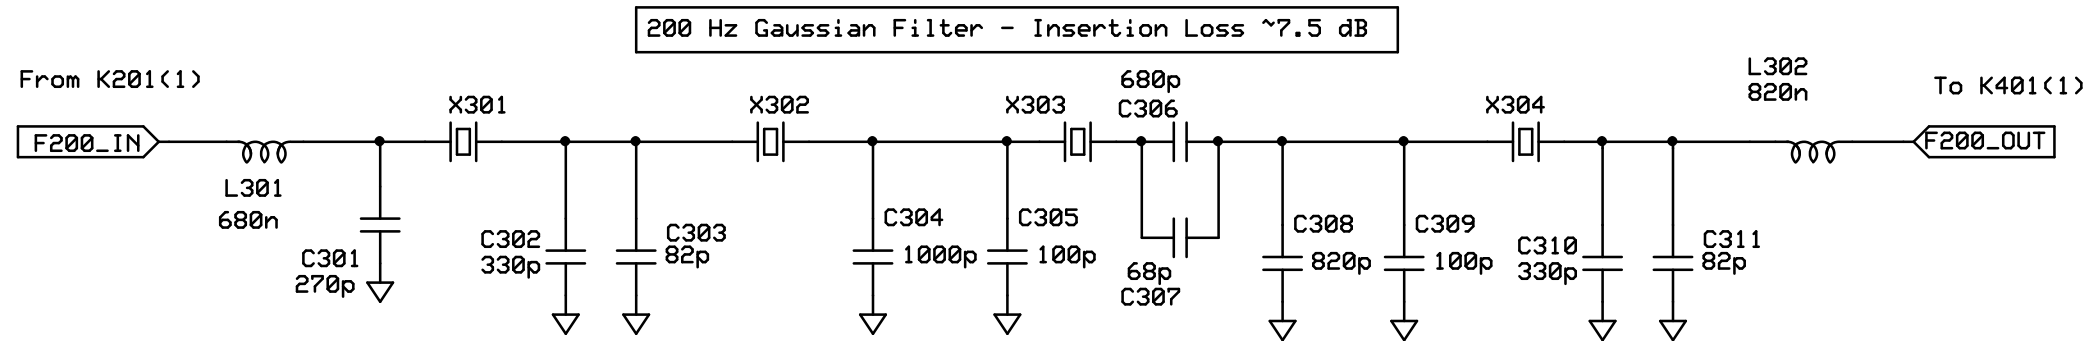 200 Hz Gaussian Filter - Insertion Loss ~7.5 dB
From K201(1)
F200_IN
L301
680n
C301
270p
X301
C302
330p
C303
82p
X302
C304
1000p
C305
100p
X303
680p
C306
68p
C307
C308
820p
C309
100p
X304
C310
330p
C311
82p
L302
820n
To K401(1)
F200_OUT